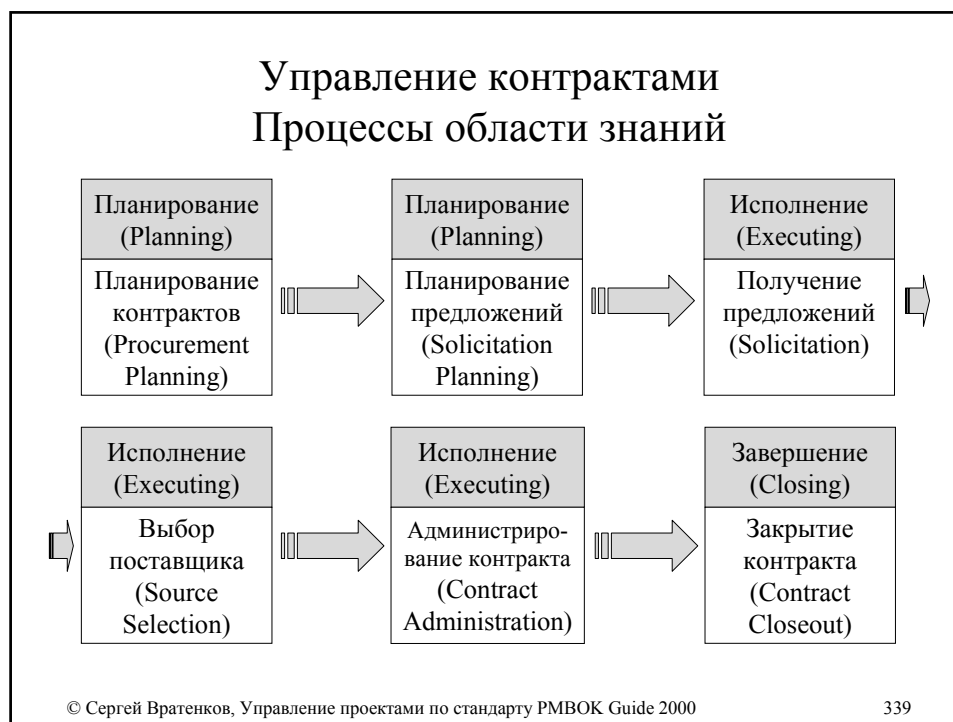 Управление контрактами
Процессы области знаний
Планирование
(Planning)
Планирование
контрактов
(Procurement
Planning)
Планирование
(Planning)
Планирование
предложений
(Solicitation
Planning)
Исполнение
(Executing)
Получение
предложений
(Solicitation)
Исполнение
(Executing)
Выбор
поставщика
(Source
Selection)
Исполнение
(Executing)
Администриро-
вание контракта
(Contract
Administration)
Завершение
(Closing)
Закрытие
контракта
(Contract
Closeout)
© Сергей Вратенков, Управление проектами по стандарту PMBOK Guide 2000
339